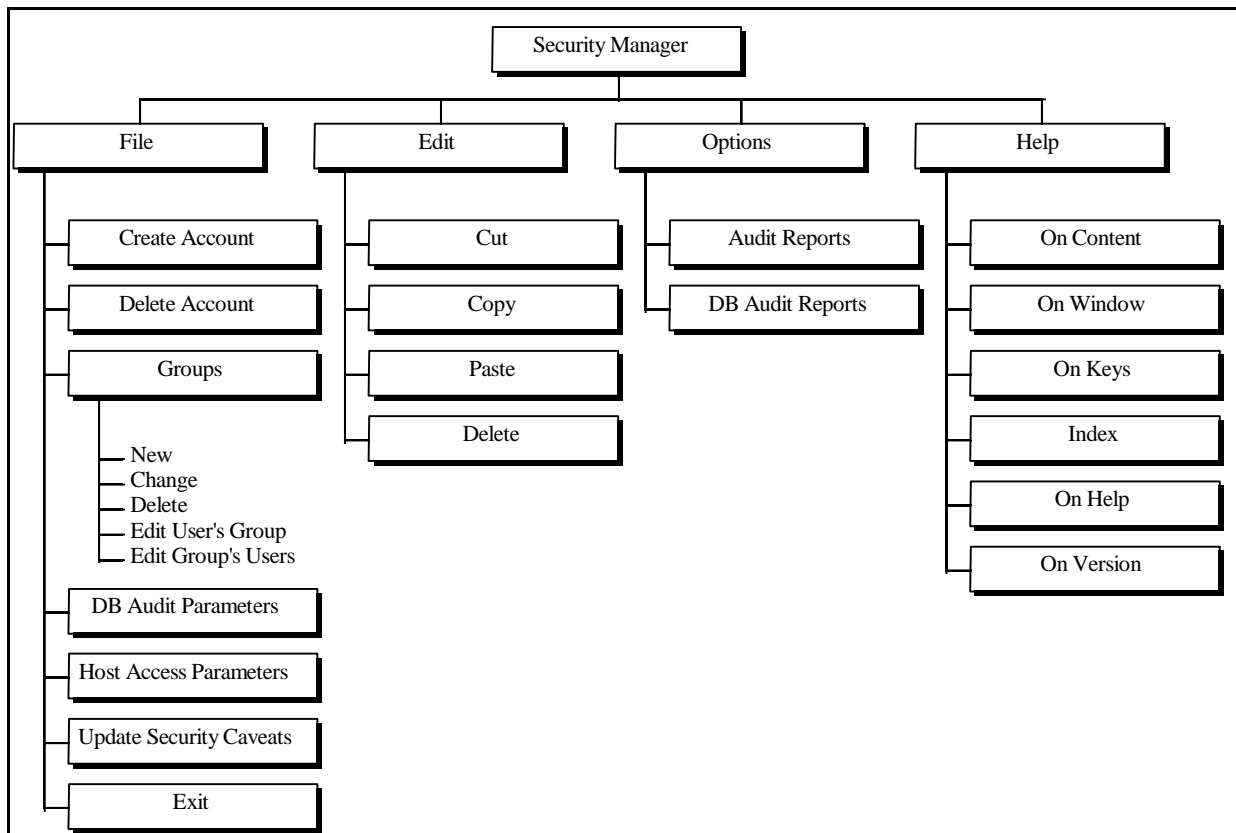 Security Manager
File
Edit
Options
Help
Create Account
Delete Account
Groups
New
Change
Delete
Edit User's Group
Edit Group's Users
DB Audit Parameters
Host Access Parameters
Update Security Caveats
Exit
Cut
Copy
Paste
Delete
Audit Reports
DB Audit Reports
On Content
On Window
On Keys
Index
On Help
On Version